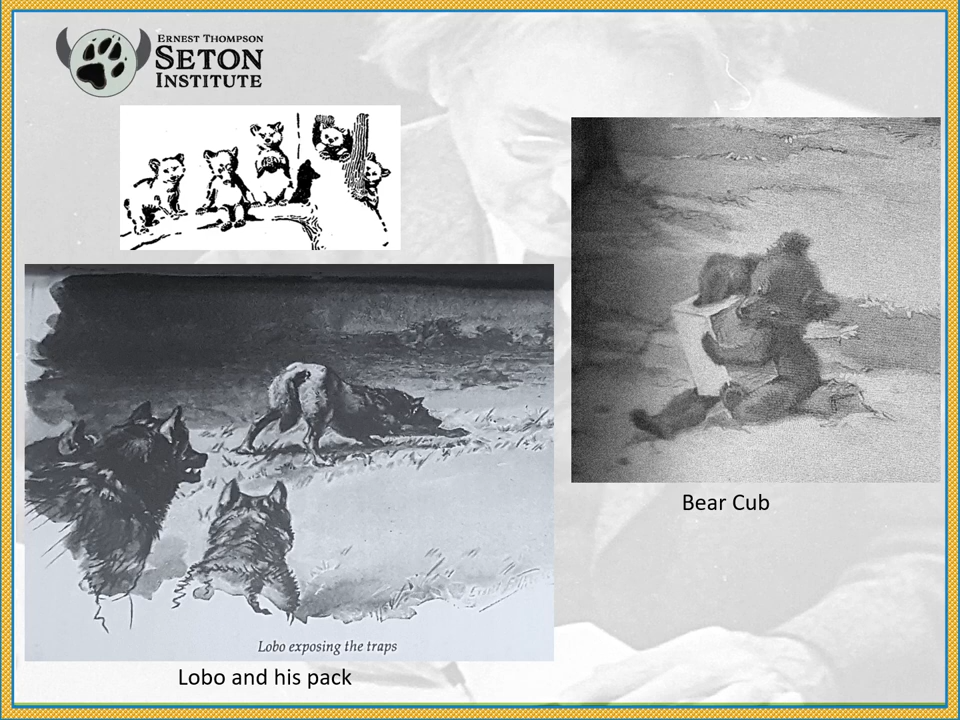 ERNEST THOMPSON
SETON
INSTITUTE
Bear Cub
Lobo exposing the traps
Lobo and his pack